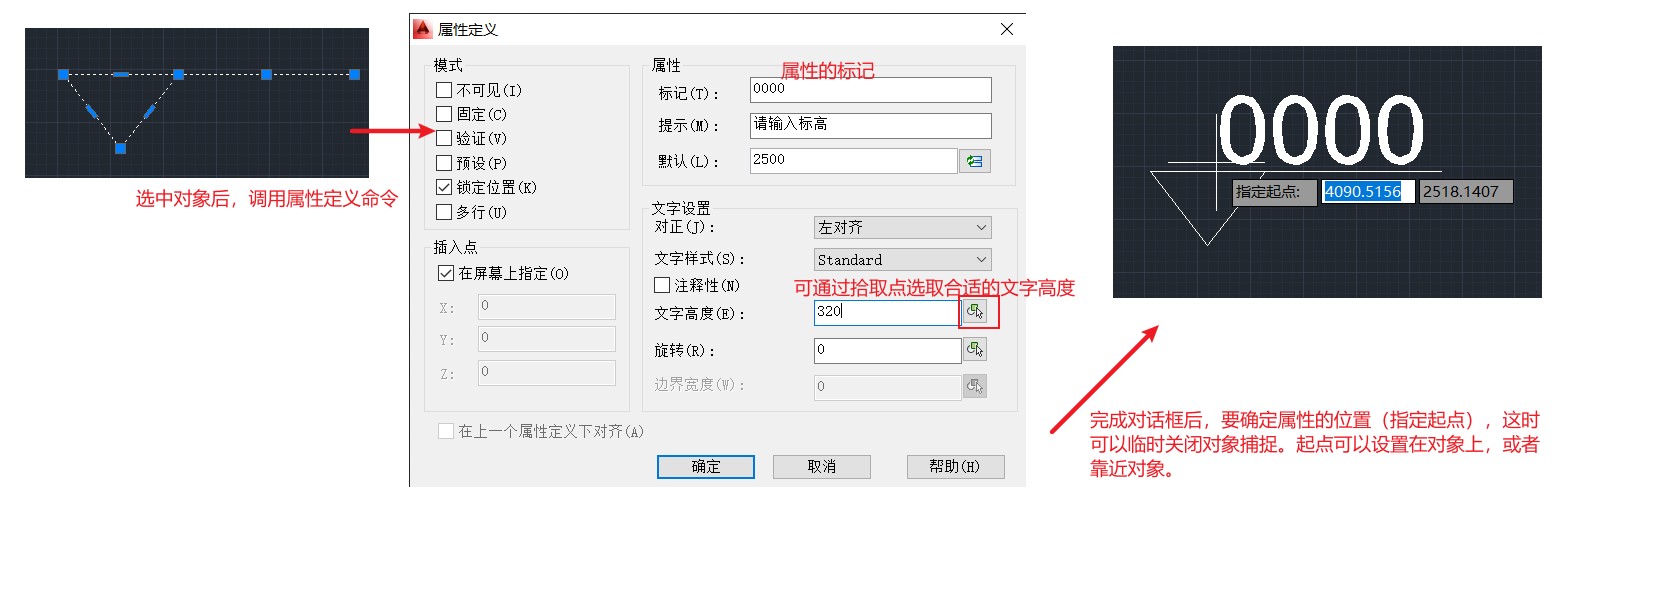 选中对象后，调用属性定义命令
属性定义
模式
不可见(I)
固定(C)
验证(V)
预设(P)
锁定位置(K)
多行(U)
插入点
在屏幕上指定(O)
X:
0
Y:
0
Z:
0
在上一个属性定义下对齐(A)
属性
属性的标记
标记(T):
0000
提示(M):
请输入标高
默认(L):
2500
文字设置
对正(J):
左对齐
文字样式(S):
Standard
注释性(N)
可通过拾取点选取合适的文字高度
文字高度(E):
320
旋转(R):
0
边界宽度(W):
0
确定
取消
帮助(H)
0000
指定起点:
4090.5156
2518.1407
完成对话框后，要确定属性的位置（指定起点），这时
可以临时关闭对象捕捉。起点可以设置在对象上，或者
靠近对象。